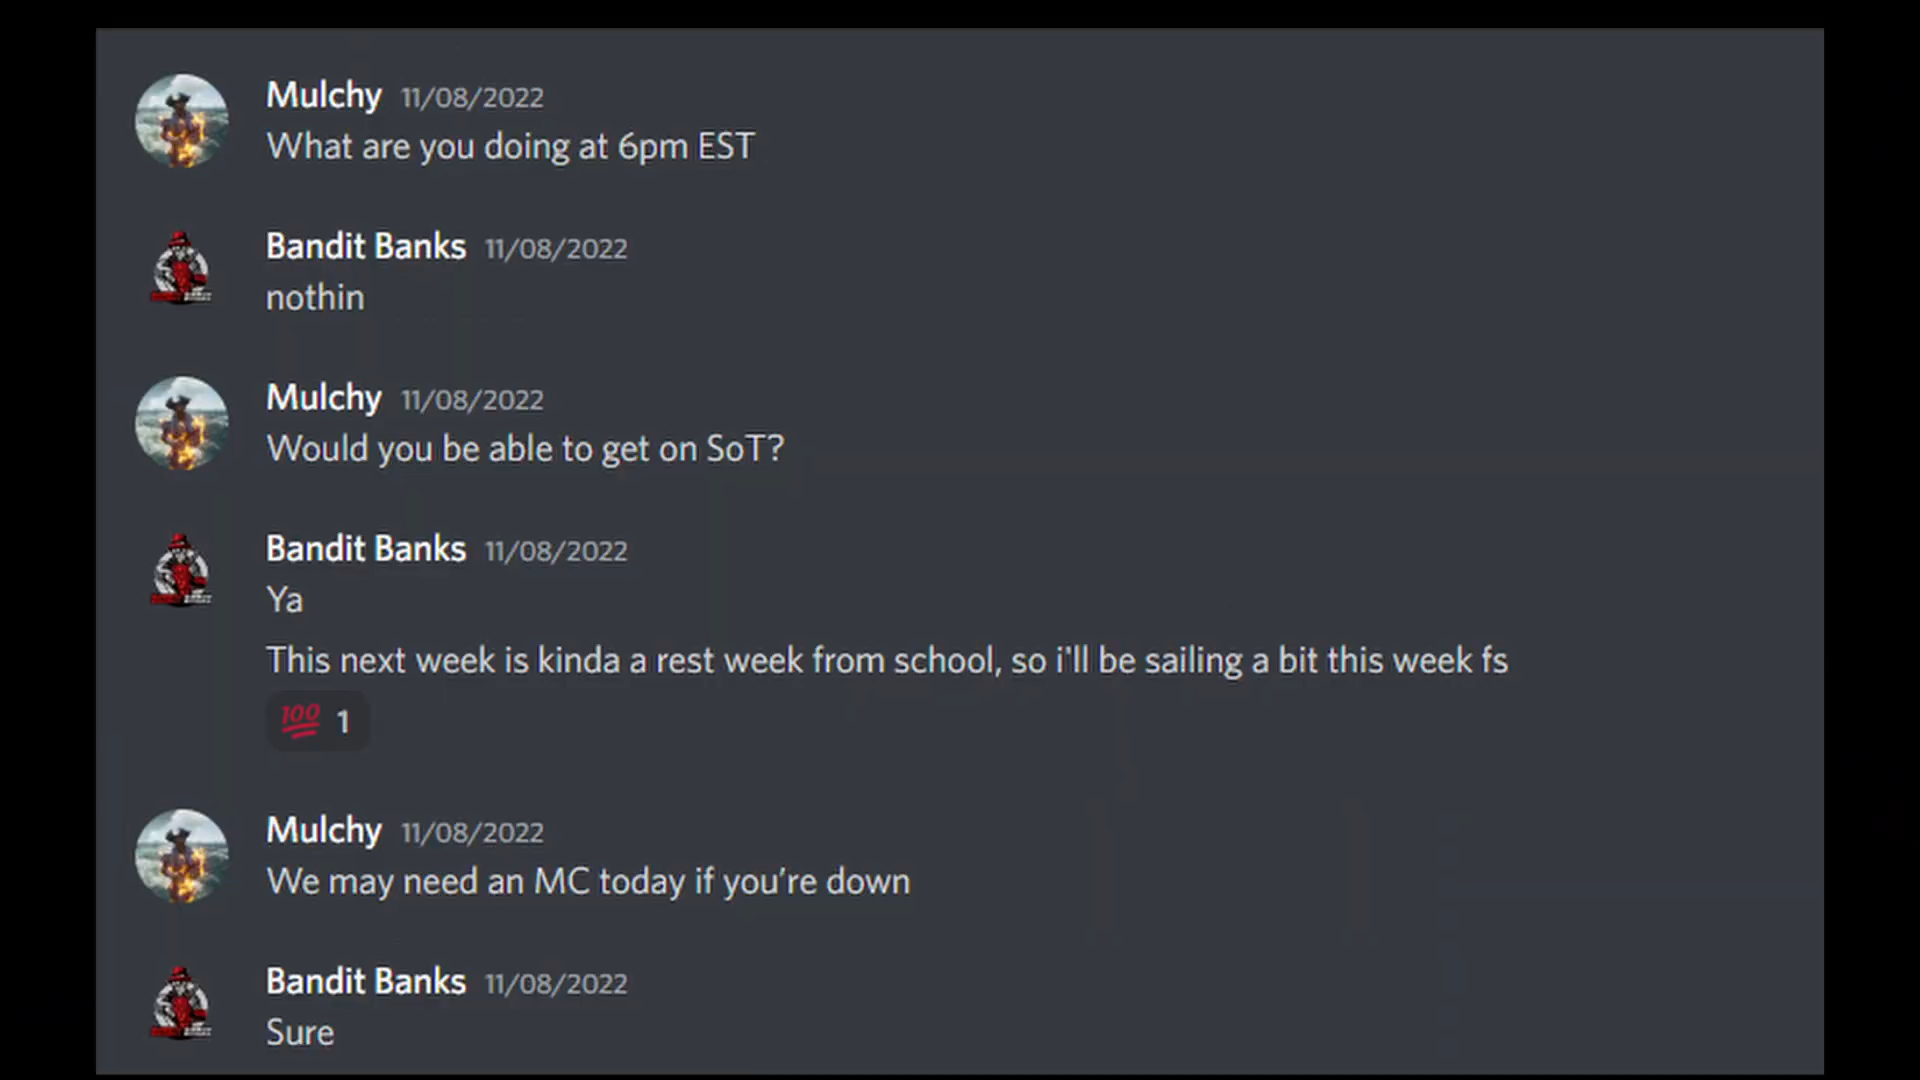 Mulchy 11/08/2022
What are you doing at 6pm EST
Bandit Banks 11/08/2022
nothin
Mulchy 11/08/2022
Would you be able to get on SoT?
Bandit Banks 11/08/2022
Ya
This next week is kinda a rest week from school, so i'll be sailing a bit this week fs
💯 1
Mulchy 11/08/2022
We may need an MC today if you're down
Bandit Banks 11/08/2022
Sure